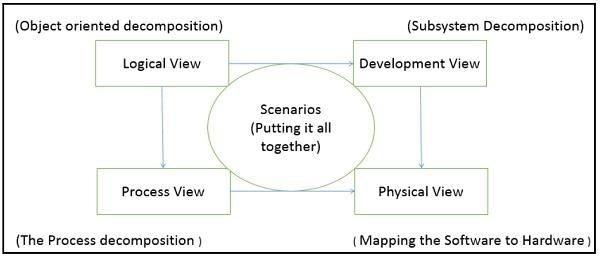 (Object oriented decomposition)
(Subsystem Decomposition)
Logical View
Development View
Scenarios
(Putting it all
together)
Process View
Physical View
(The Process decomposition )
( Mapping the Software to Hardware )